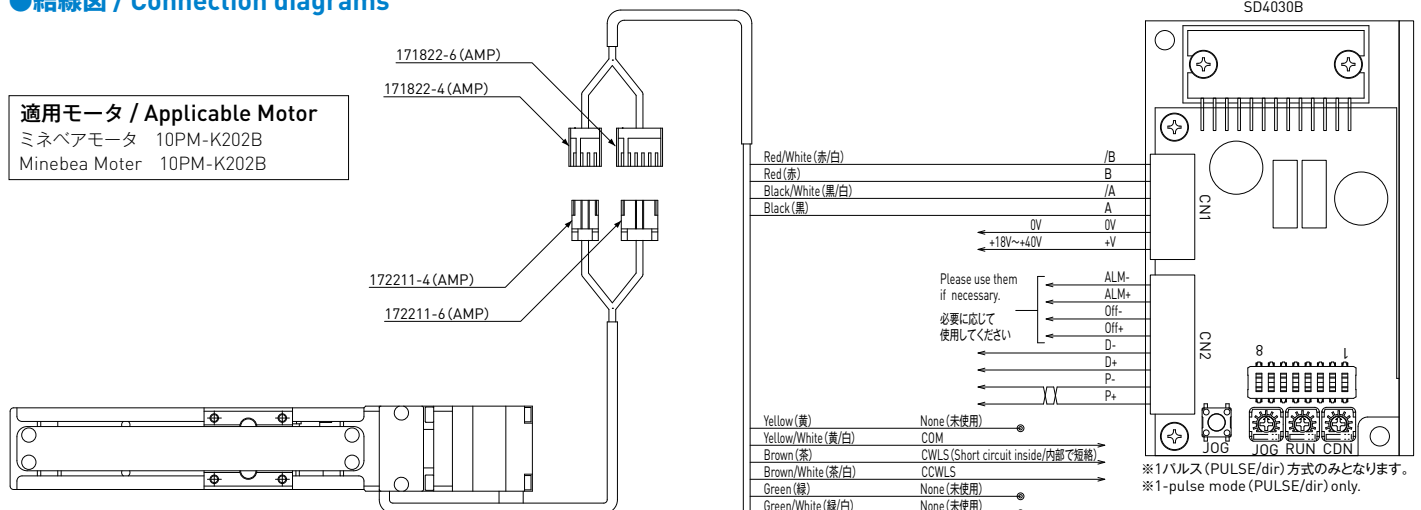 ●結線図 / Connection diagrams
SD4030B
171822-6 (AMP)
171822-4 (AMP)
適用モータ / Applicable Motor
ミネベアモータ 10PM-K202B
Minebea Moter 10PM-K202B
172211-4 (AMP)
172211-6 (AMP)
Red/White (赤/白) /B
Red (赤) B
Black/White (黒/白) /A
Black (黒) A
0V 0V
+18V~+40V +V
CN1
Please use them
if necessary.
必要に応じて
使用してください
ALM-
ALM+
Off-
Off+
D-
D+
P-
P+
CN2
8 1
JOG JOG RUN CDN
Yellow (黄) None (未使用)
Yellow/White (黄/白) COM
Brown (茶) CWLS (Short circuit inside/内部で短絡)
Brown/White (茶/白) CCWLS
Green (緑) None (未使用)
Green/White (緑/白) None (未使用)
※1パルス (PULSE/dir) 方式のみとなります。
※1-pulse mode (PULSE/dir) only.